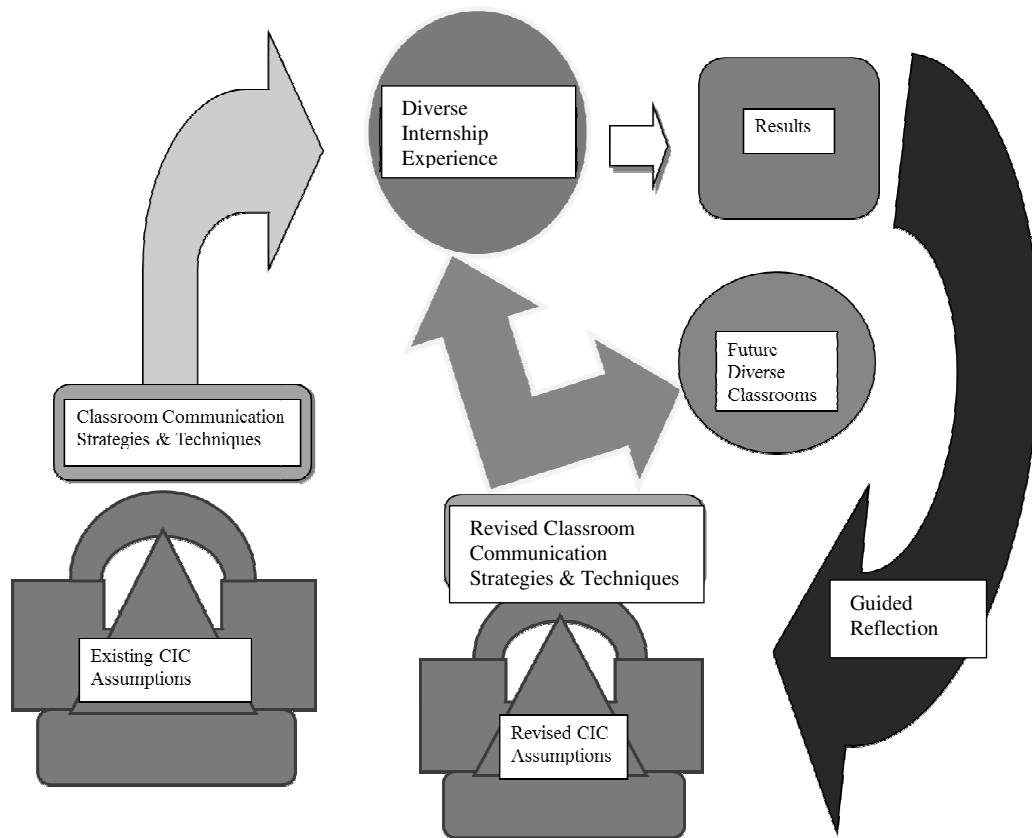 Diverse
Internship
Experience
Results
Future
Diverse
Classrooms
Classroom Communication
Strategies & Techniques
Revised Classroom
Communication
Strategies & Techniques
Guided
Reflection
Existing CIC
Assumptions
Revised CIC
Assumptions